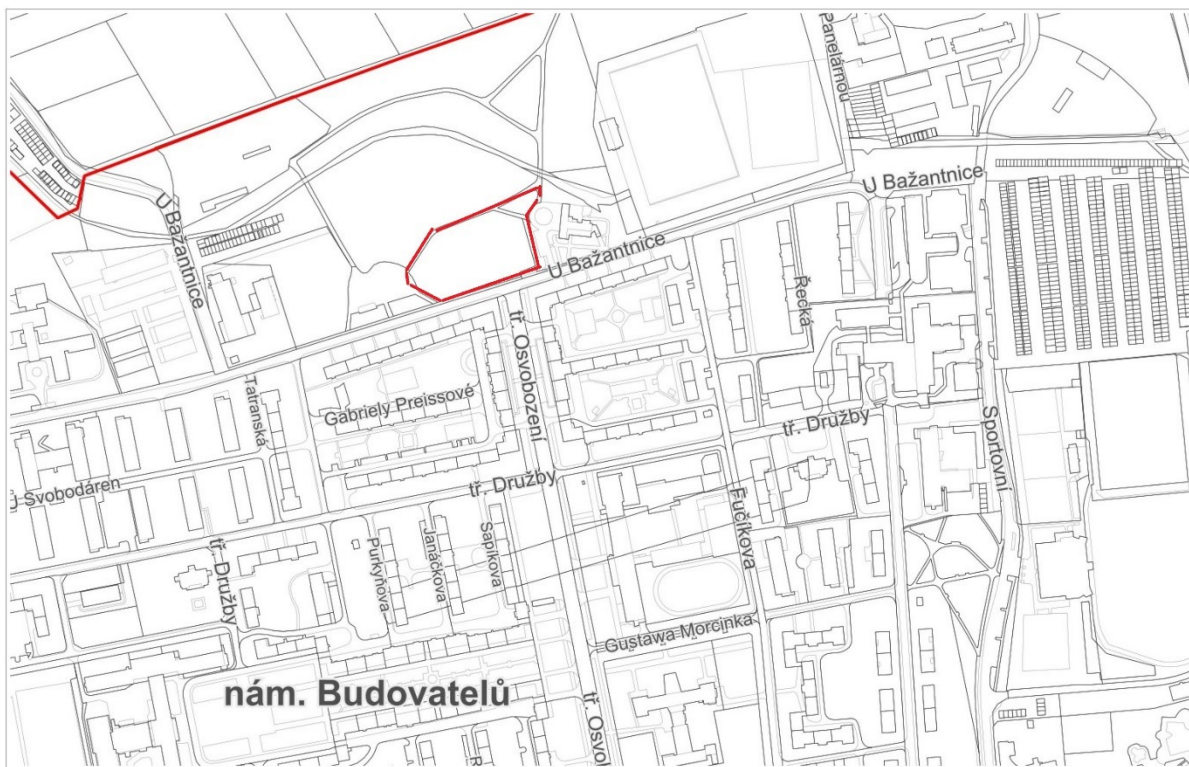 Panelárnou
U Bažantnice
U Bažantnice
U Bažantnice
Řecká
tř. Osvobození
Tatranská
Gabriely Preissové
tř. Družby
Sportovní
tř. Družby
U Svobodáren
Fučíkova
Purkyňova
Janáčkova
Sapíkova
tř. Družby
Gustawa Morcinka
nám. Budovatelů
tř. Osvo